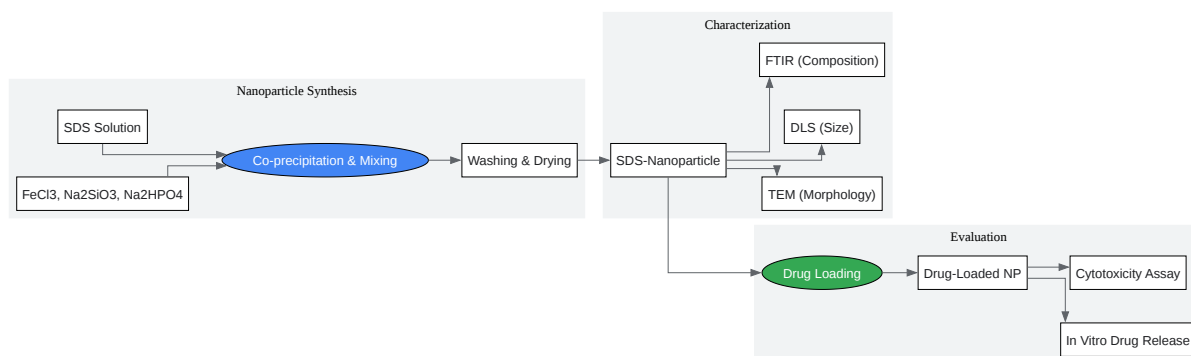 Nanoparticle Synthesis
SDS Solution
FeCl3, Na2SiO3, Na2HPO4
Co-precipitation & Mixing
Washing & Drying
Characterization
SDS-Nanoparticle
FTIR (Composition)
DLS (Size)
TEM (Morphology)
Evaluation
Drug Loading
Drug-Loaded NP
Cytotoxicity Assay
In Vitro Drug Release